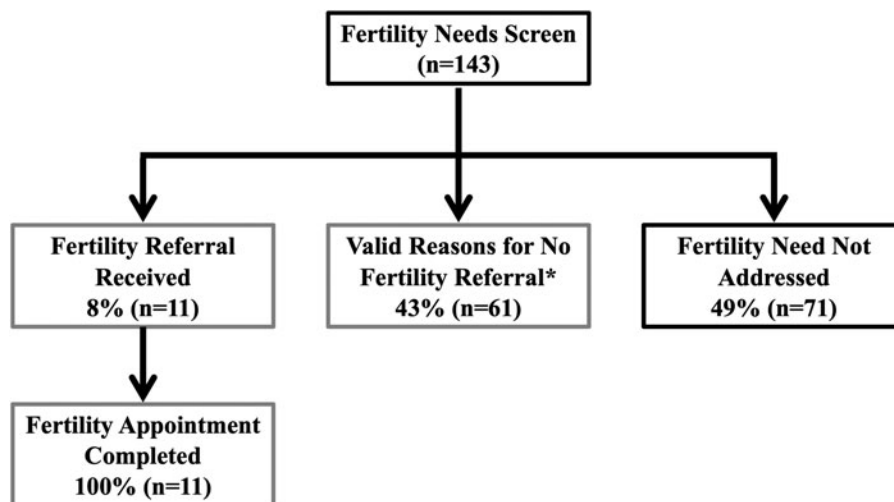 Fertility Needs Screen
(n=143)
Fertility Referral
Received
8% (n=11)
Valid Reasons for No
Fertility Referral*
43% (n=61)
Fertility Need Not
Addressed
49% (n=71)
Fertility Appointment
Completed
100% (n=11)